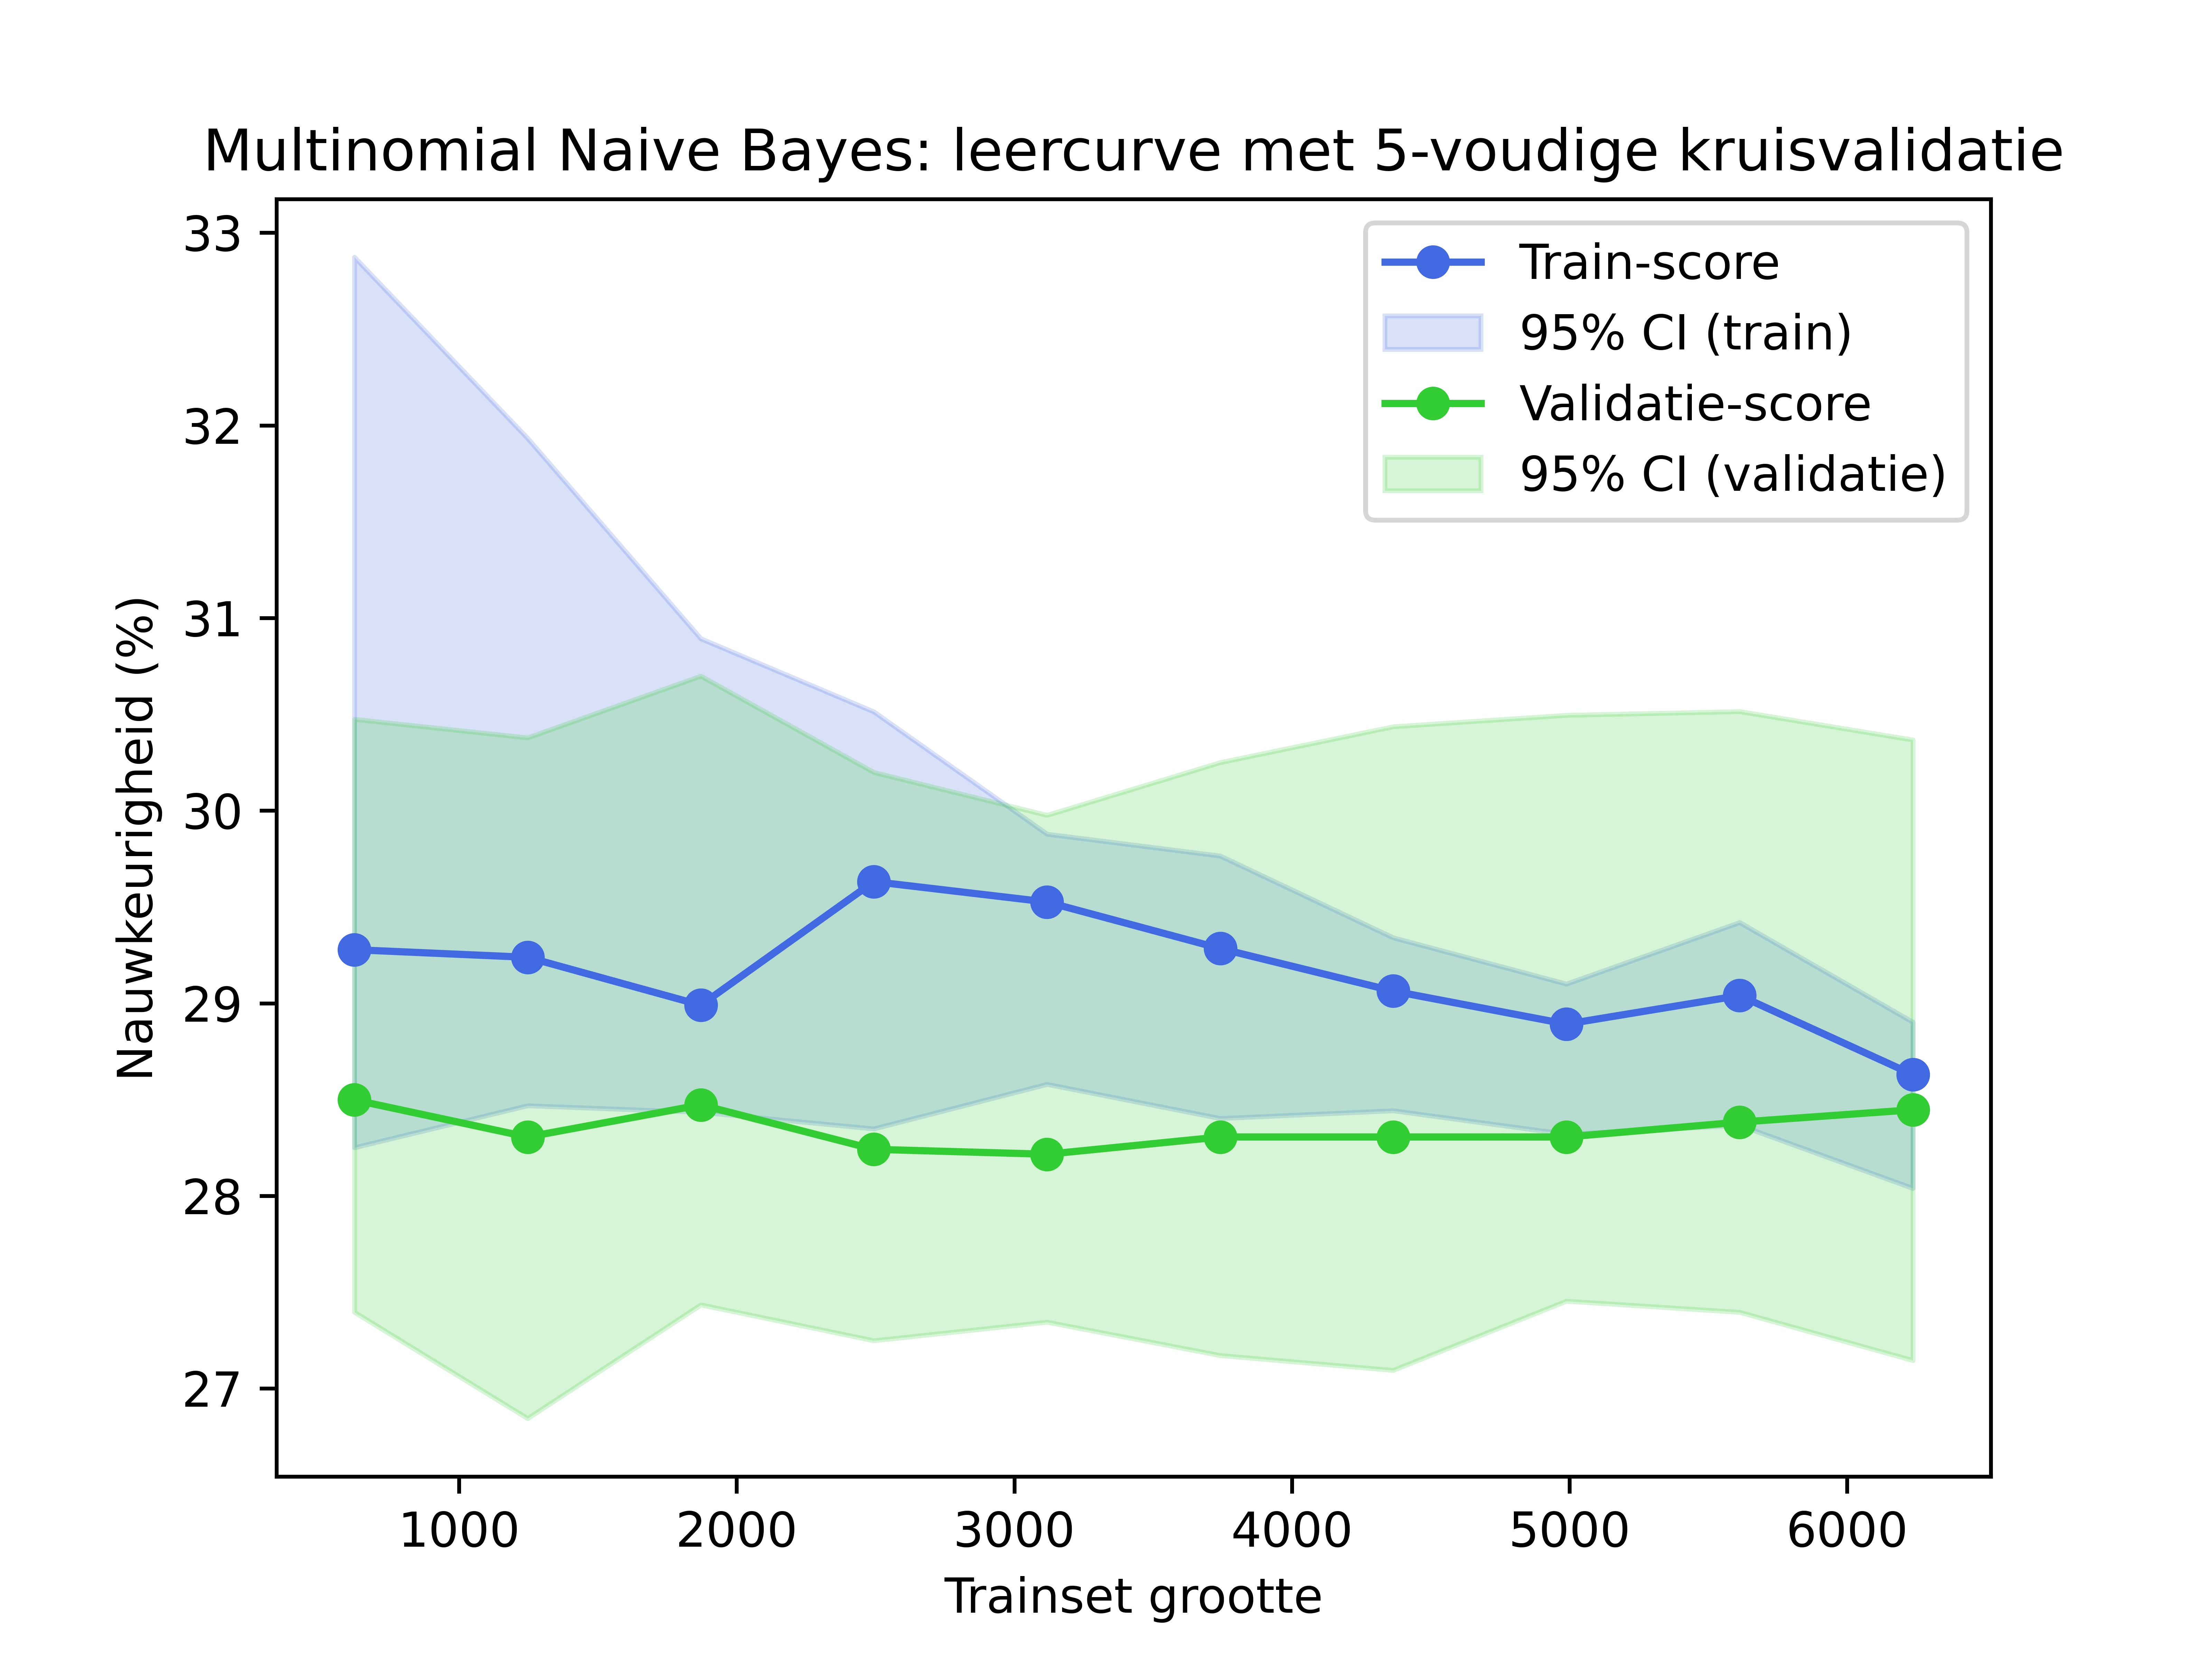 Multinomial Naive Bayes: leercurve met 5-voudige kruisvalidatie
Train-score
95% CI (train)
Validatie-score
95% CI (validatie)
Nauwkeurigheid (%)
33
32
31
30
29
28
27
1000 2000 3000 4000 5000 6000
Trainset grootte